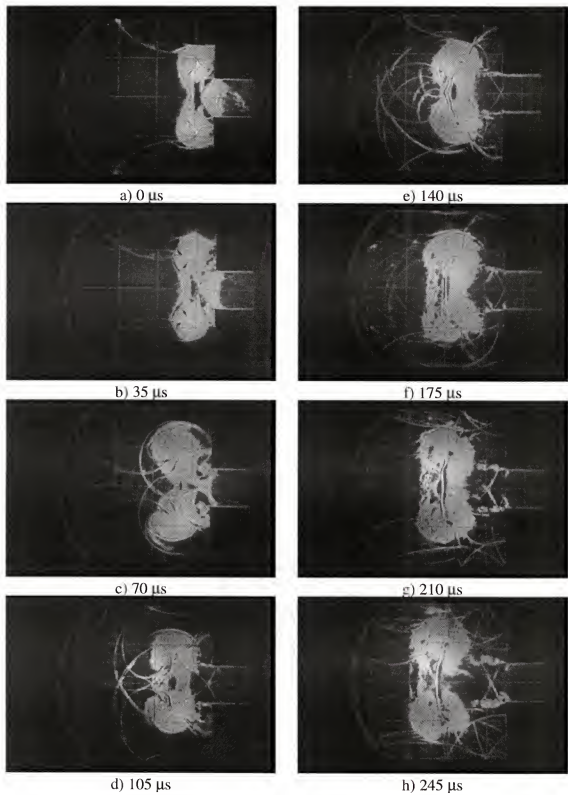 a) 0 µs
b) 35 µs
c) 70 µs
d) 105 µs
e) 140 µs
f) 175 µs
g) 210 µs
h) 245 µs